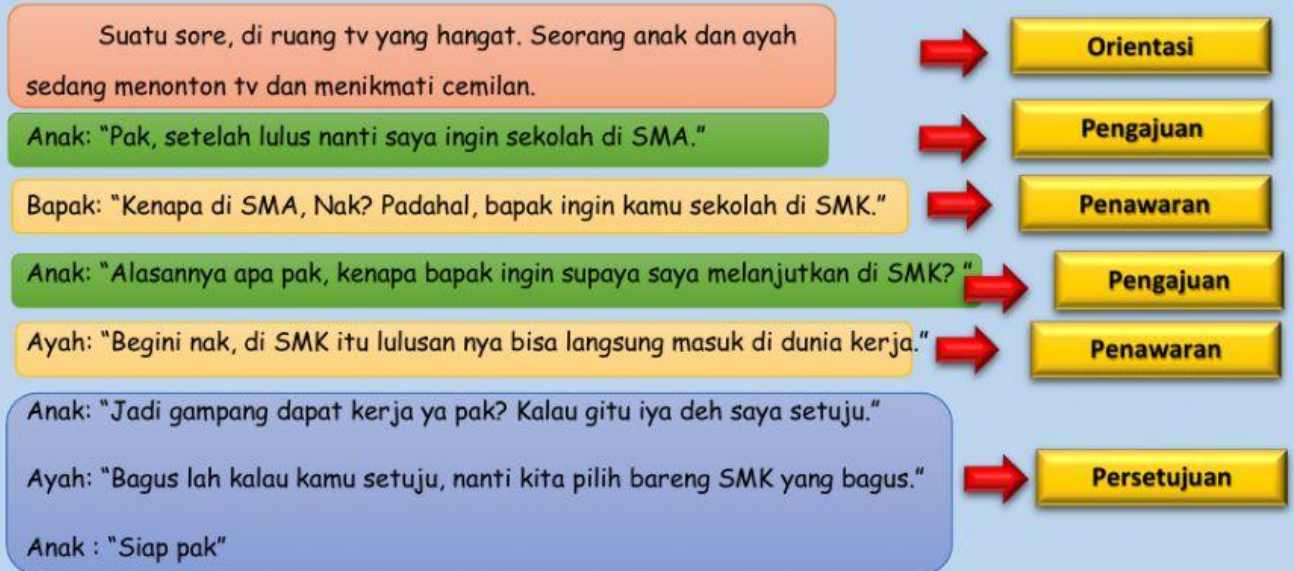 Suatu sore, di ruang tv yang hangat. Seorang anak dan ayah
sedang menonton tv dan menikmati cemilan.
Orientasi
Anak: "Pak, setelah lulus nanti saya ingin sekolah di SMA."
Pengajuan
Bapak: "Kenapa di SMA, Nak? Padahal, bapak ingin kamu sekolah di SMK."
Penawaran
Anak: "Alasannya apa pak, kenapa bapak ingin supaya saya melanjutkan di SMK? "
Pengajuan
Ayah: "Begini nak, di SMK itu lulusan nya bisa langsung masuk di dunia kerja."
Penawaran
Anak: "Jadi gampang dapat kerja ya pak? Kalau gitu iya deh saya setuju."
Ayah: "Bagus lah kalau kamu setuju, nanti kita pilih bareng SMK yang bagus."
Anak : "Siap pak"
Persetujuan